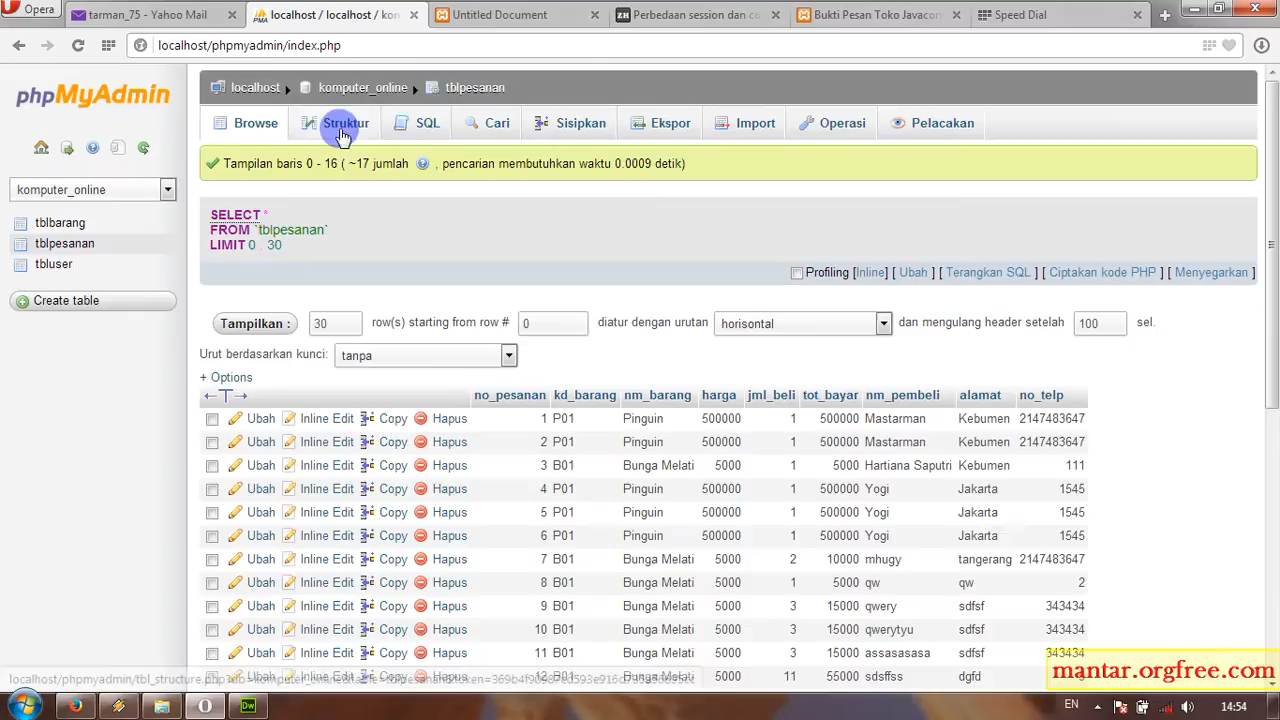 Opera
tarman_75 - Yahoo Mail
localhost / localhost / kon
Untitled Document
Perbedaan session dan co
Bukti Pesan Toko Javacon
Speed Dial
localhost/phpmyadmin/index.php
phpMyAdmin
komputer_online
tblbarang
tblpesanan
tbluser
Create table
localhost komputer_online tblpesanan
Browse Struktur SQL Cari Sisipkan Ekspor Import Operasi Pelacakan
Tampilan baris 0 - 16 ( ~17 jumlah , pencarian membutuhkan waktu 0.0009 detik)
SELECT *
FROM `tblpesanan`
LIMIT 0 , 30
Profiling [Inline] [ Ubah ] [ Terangkan SQL ] [ Ciptakan kode PHP ] [ Menyegarkan ]
Tampilkan : 30 row(s) starting from row # 0 diatur dengan urutan horisontal dan mengulang header setelah 100 sel.
Urut berdasarkan kunci: tanpa
+ Options
←T→ no_pesanan kd_barang nm_barang harga jml_beli tot_bayar nm_pembeli alamat no_telp
Ubah Inline Edit Copy Hapus 1 P01 Pinguin 500000 1 500000 Mastarman Kebumen 2147483647
Ubah Inline Edit Copy Hapus 2 P01 Pinguin 500000 1 500000 Mastarman Kebumen 2147483647
Ubah Inline Edit Copy Hapus 3 B01 Bunga Melati 5000 1 5000 Hartiana Saputri Kebumen 111
Ubah Inline Edit Copy Hapus 4 P01 Pinguin 500000 1 500000 Yogi Jakarta 1545
Ubah Inline Edit Copy Hapus 5 P01 Pinguin 500000 1 500000 Yogi Jakarta 1545
Ubah Inline Edit Copy Hapus 6 P01 Pinguin 500000 1 500000 Yogi Jakarta 1545
Ubah Inline Edit Copy Hapus 7 B01 Bunga Melati 5000 2 10000 mhugy tangerang 2147483647
Ubah Inline Edit Copy Hapus 8 B01 Bunga Melati 5000 1 5000 qw qw 2
Ubah Inline Edit Copy Hapus 9 B01 Bunga Melati 5000 3 15000 qwery sdfsf 343434
Ubah Inline Edit Copy Hapus 10 B01 Bunga Melati 5000 3 15000 qwerytyu sdfsf 343434
Ubah Inline Edit Copy Hapus 11 B01 Bunga Melati 5000 3 15000 assasasasa sdfsf 343434
Ubah Inline Edit Copy Hapus 12 B01 Bunga Melati 5000 11 55000 sdsffss dgfd
mantar.orgfree.com
EN 14:54